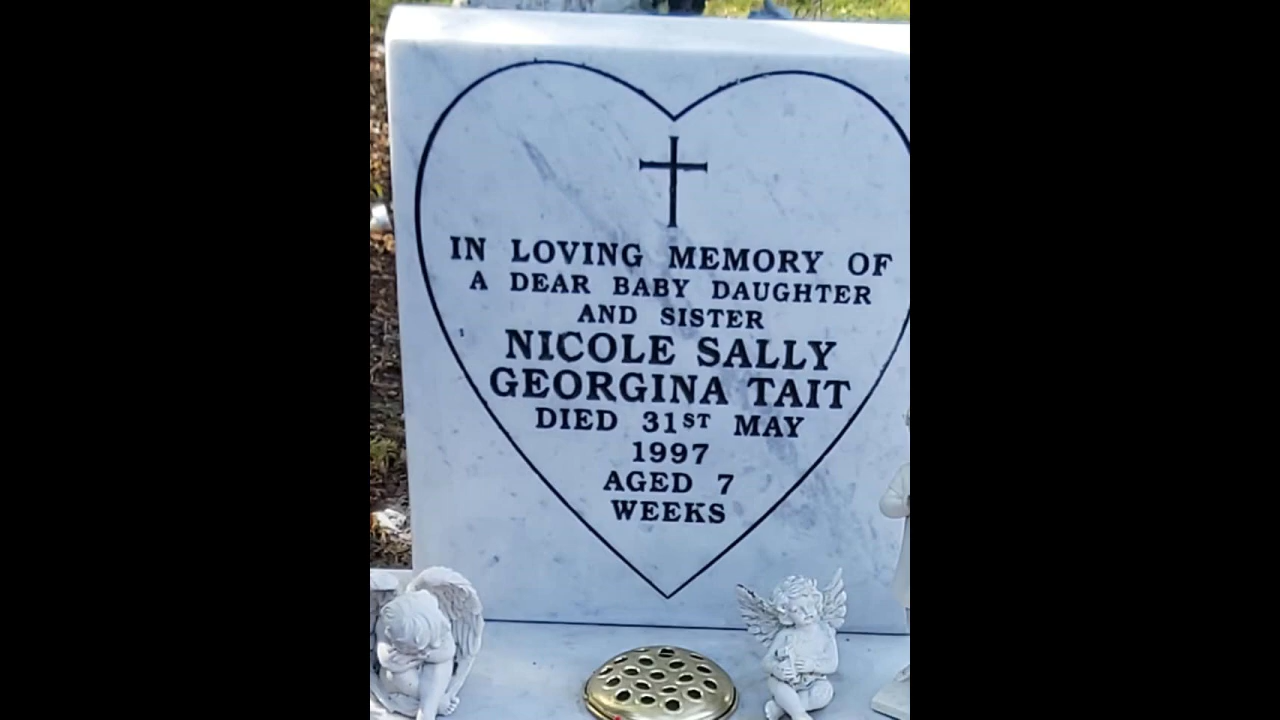 IN LOVING MEMORY OF
A DEAR BABY DAUGHTER
AND SISTER
NICOLE SALLY
GEORGINA TAIT
DIED 31ST MAY
1997
AGED 7
WEEKS